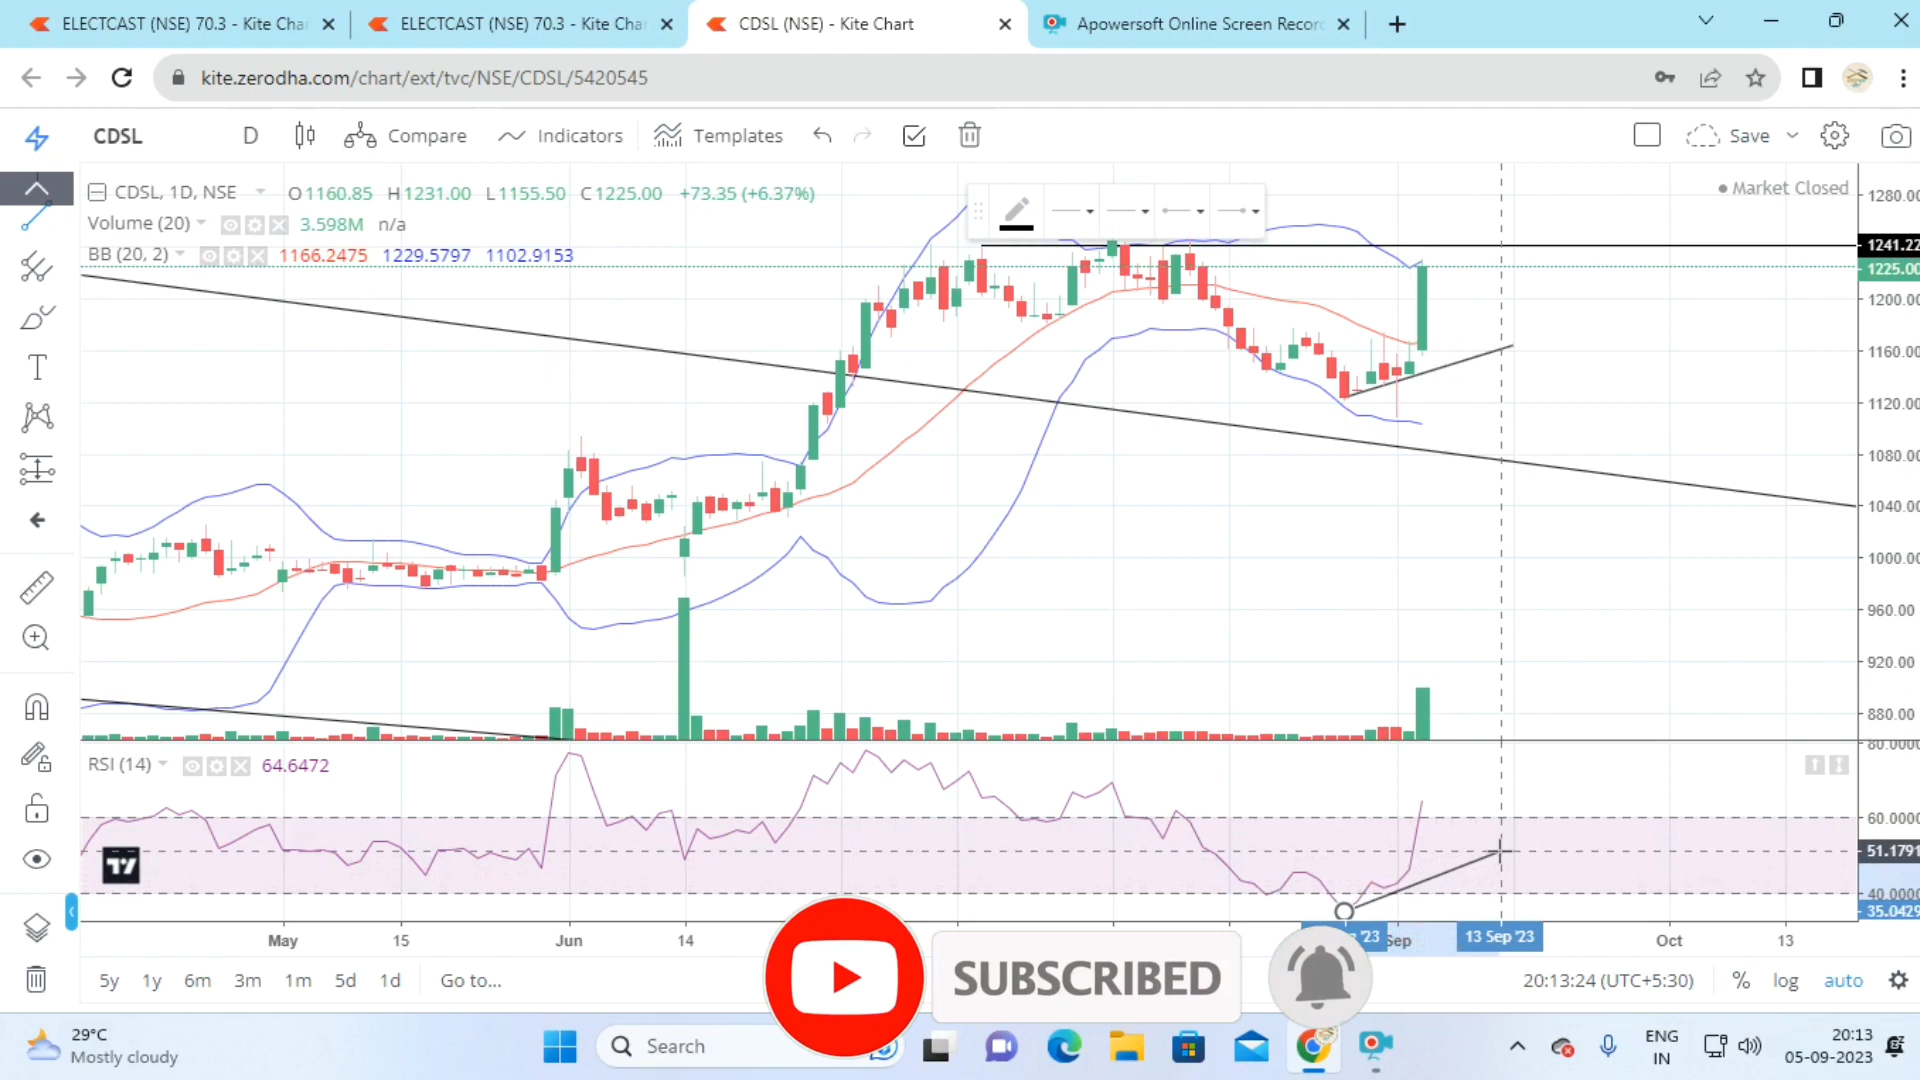 ELECTCAST (NSE) 70.3 - Kite Cha
ELECTCAST (NSE) 70.3 - Kite Cha
CDSL (NSE) - Kite Chart
Apowersoft Online Screen Recor
kite.zerodha.com/chart/ext/tvc/NSE/CDSL/5420545
CDSL D Compare Indicators Templates Save
CDSL, 1D, NSE O1160.85 H1231.00 L1155.50 C1225.00 +73.35 (+6.37%)
Market Closed
Volume (20) 3.598M n/a
BB (20, 2) 1166.2475 1229.5797 1102.9153
1280.00
1241.22
1225.00
1200.00
1160.00
1120.00
1080.00
1040.00
1000.00
960.00
920.00
880.00
RSI (14) 64.6472
80.0000
60.0000
51.1791
40.0000
35.0429
May 15 Jun 14 '23 Sep 13 Sep '23 Oct 13
5y 1y 6m 3m 1m 5d 1d Go to...
20:13:24 (UTC+5:30) % log auto
SUBSCRIBED
29°C
Mostly cloudy
Search
ENG
IN
20:13
05-09-2023